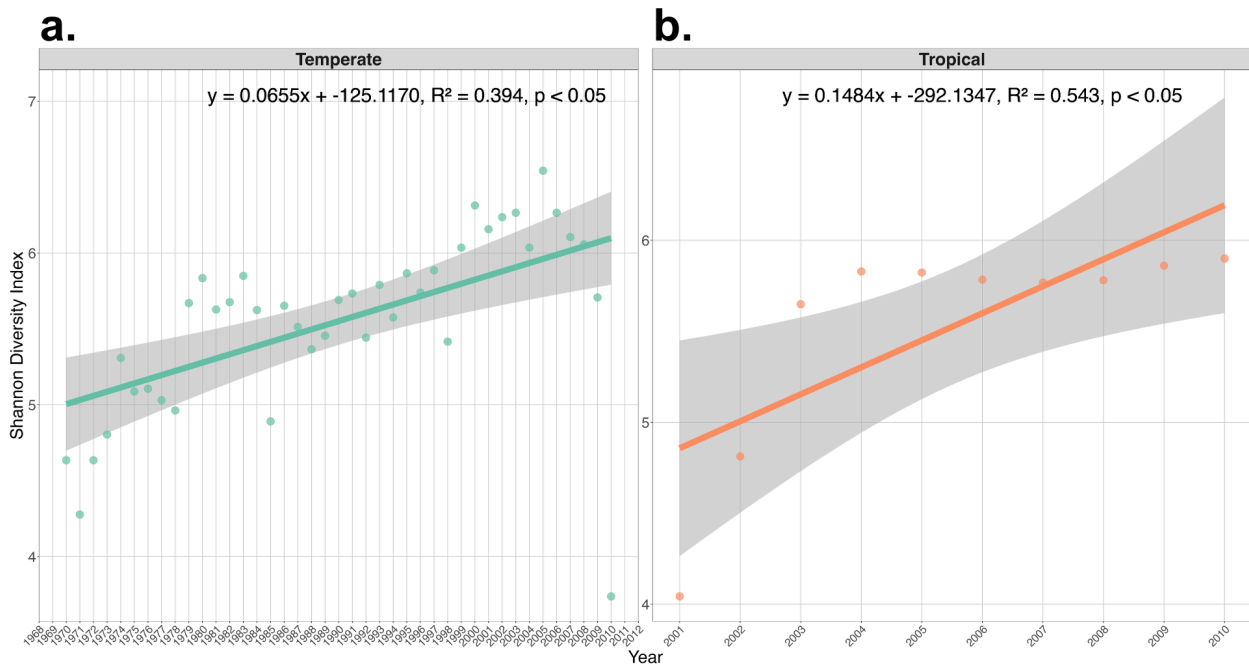 a.
Temperate
y = 0.0655x + -125.1170, R² = 0.394, p < 0.05
7
6
5
4
Shannon Diversity Index
1968 1969 1970 1971 1972 1973 1974 1975 1976 1977 1978 1979 1980 1981 1982 1983 1984 1985 1986 1987 1988 1989 1990 1991 1992 1993 1994 1995 1996 1997 1998 1999 2000 2001 2002 2003 2004 2005 2006 2007 2008 2009 2010 2011 2012
b.
Tropical
y = 0.1484x + -292.1347, R² = 0.543, p < 0.05
6
5
4
2001 2002 2003 2004 2005 2006 2007 2008 2009 2010
Year